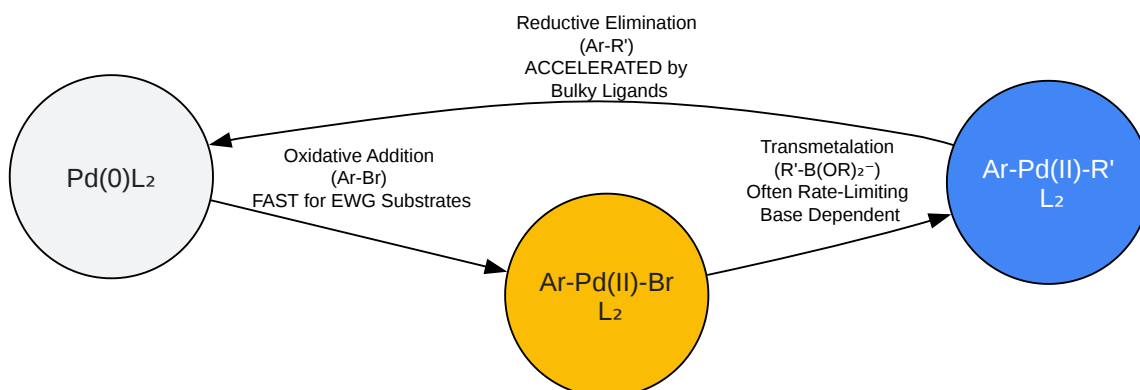 Reductive Elimination
(Ar-R')
ACCELERATED by
Bulky Ligands
Pd(0)L₂
Oxidative Addition
(Ar-Br)
FAST for EWG Substrates
Transmetalation
(R'-B(OR)₂⁻)
Often Rate-Limiting
Base Dependent
Ar-Pd(II)-R'
L₂
Ar-Pd(II)-Br
L₂